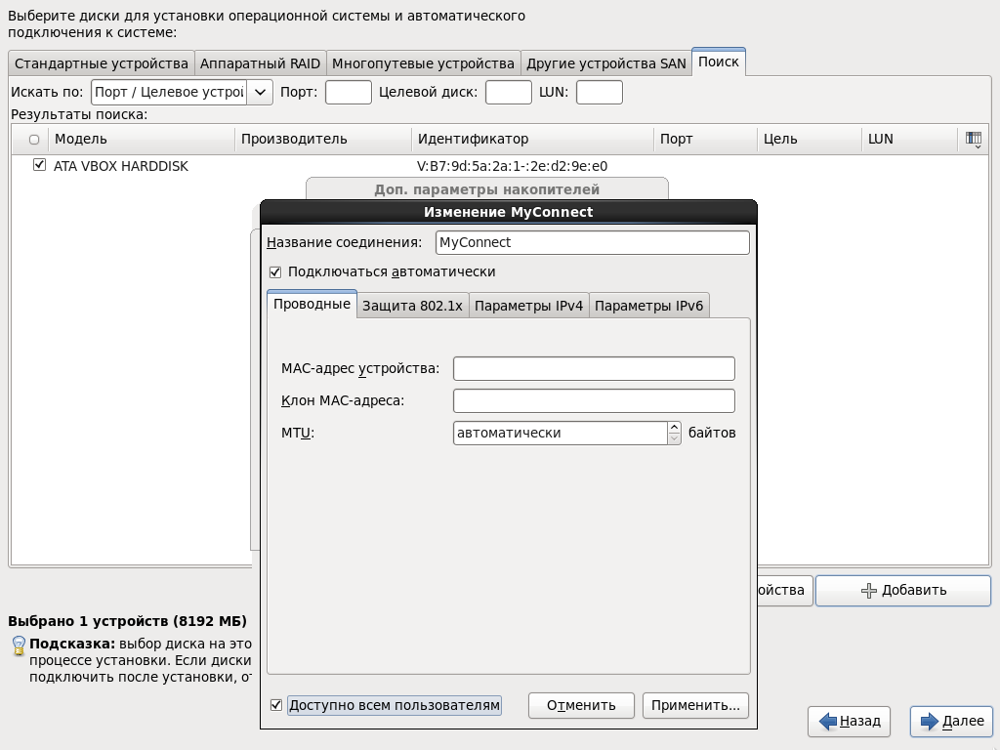 Выберите диски для установки операционной системы и автоматического
подключения к системе:
Стандартные устройства Аппаратный RAID Многопутевые устройства Другие устройства SAN Поиск
Искать по: Порт / Целевое устрой Порт: Целевой диск: LUN:
Результаты поиска:
Модель Производитель Идентификатор Порт Цель LUN
ATA VBOX HARDDISK V:B7:9d:5a:2a:1-:2e:d2:9e:e0
Доп. параметры накопителей
Изменение MyConnect
Название соединения: MyConnect
Подключаться автоматически
Проводные Защита 802.1x Параметры IPv4 Параметры IPv6
MAC-адрес устройства:
Клон MAC-адреса:
MTU: автоматически байтов
ойства Добавить
Выбрано 1 устройств (8192 МБ)
Подсказка: выбор диска на это
процессе установки. Если диски
подключить после установки, от
Доступно всем пользователям Отменить Применить...
Назад Далее